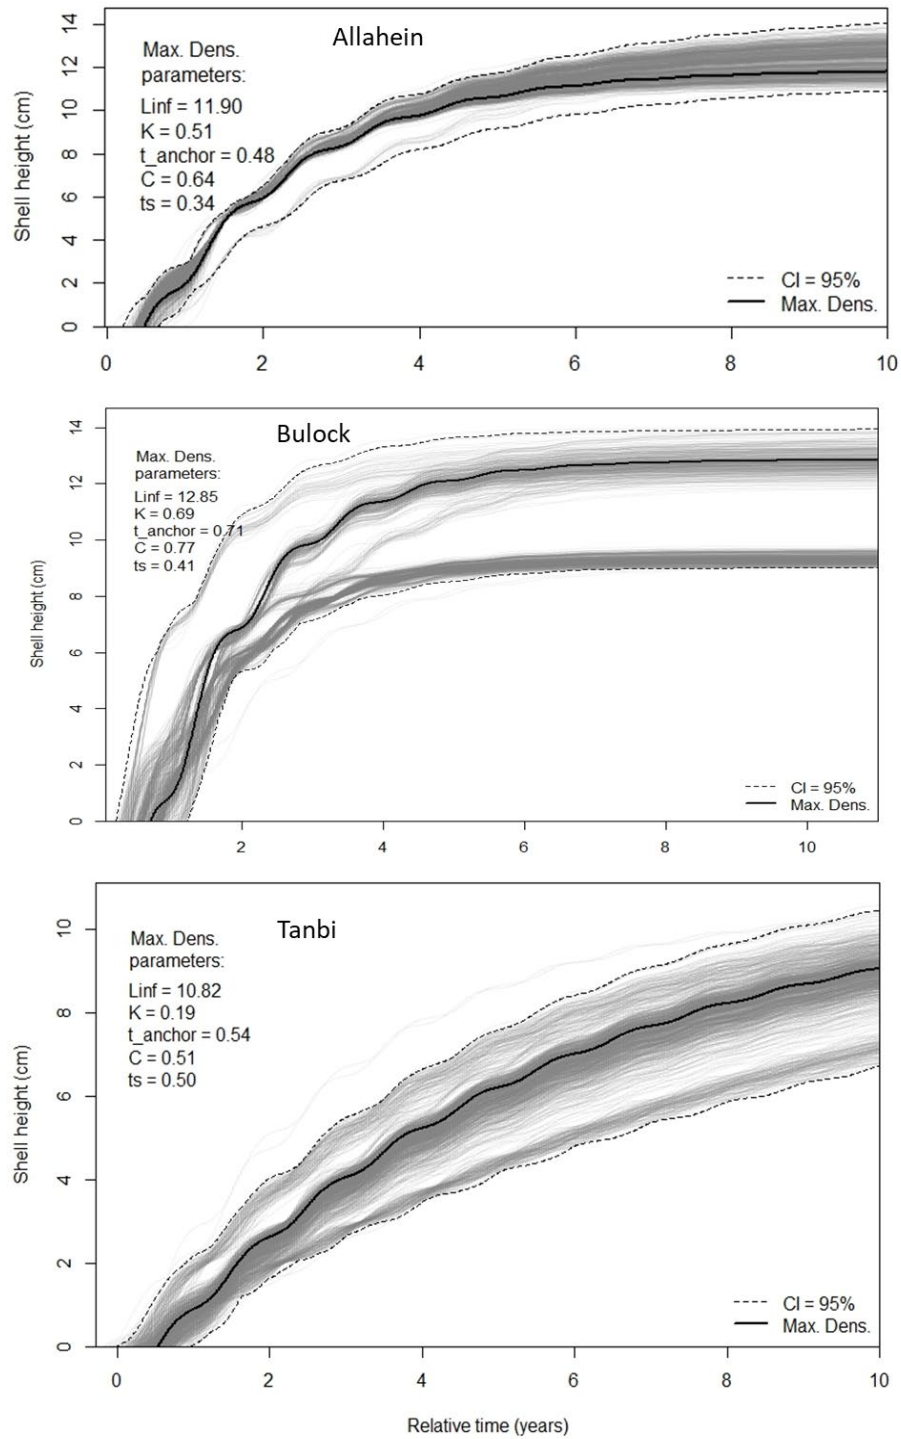 Allahein
Max. Dens.
parameters:
Linf = 11.90
K = 0.51
t_anchor = 0.48
C = 0.64
ts = 0.34
Shell height (cm)
14
12
10
8
6
4
2
0
CI = 95%
Max. Dens.
0 2 4 6 8 10
Bulock
Max. Dens.
parameters:
Linf = 12.85
K = 0.69
t_anchor = 0.71
C = 0.77
ts = 0.41
Shell height (cm)
14
12
10
8
6
4
2
0
CI = 95%
Max. Dens.
2 4 6 8 10
Tanbi
Max. Dens.
parameters:
Linf = 10.82
K = 0.19
t_anchor = 0.54
C = 0.51
ts = 0.50
Shell height (cm)
10
8
6
4
2
0
CI = 95%
Max. Dens.
0 2 4 6 8 10
Relative time (years)